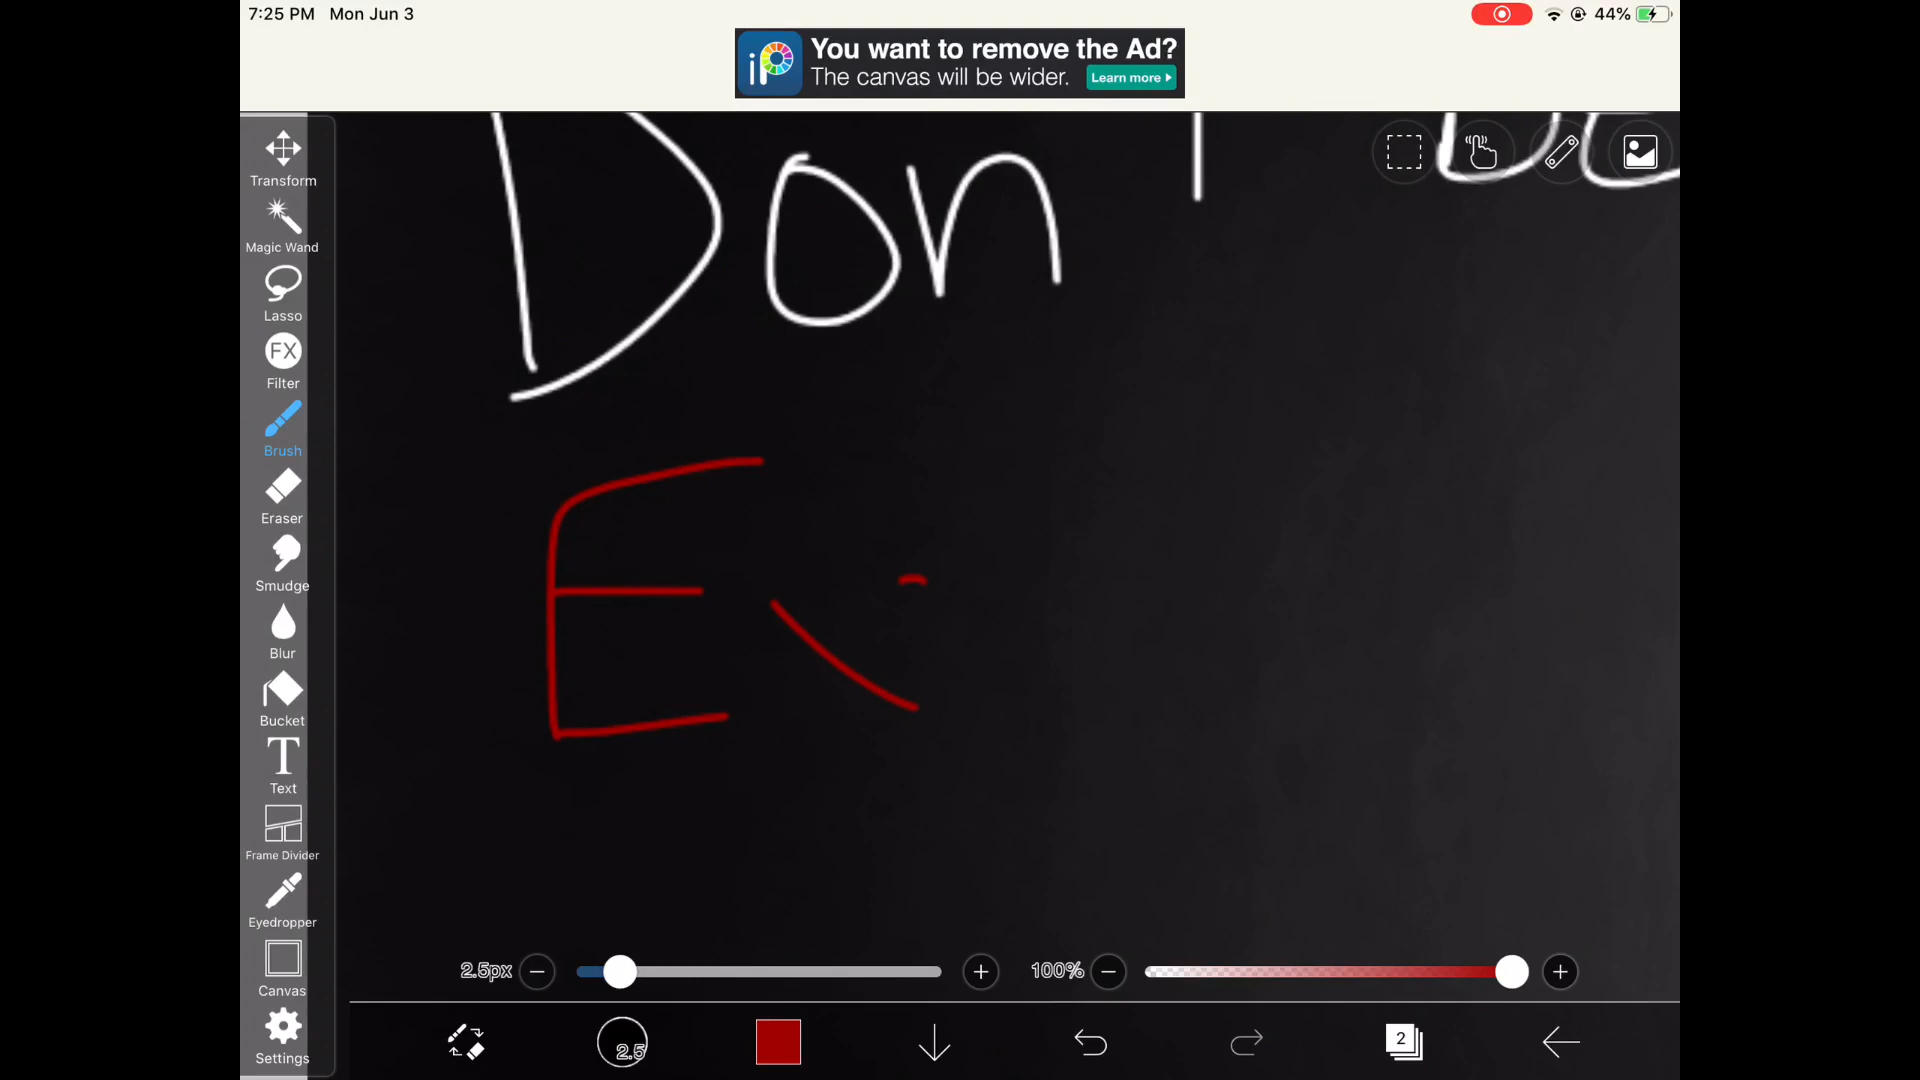 7:25 PM Mon Jun 3
44%
You want to remove the Ad?
The canvas will be wider. Learn more
Transform
Magic Wand
Lasso
FX
Filter
Brush
Eraser
Smudge
Blur
Bucket
T
Text
Frame Divider
Eyedropper
Canvas
Settings
Don
E
2.5px
100%
2.5
2